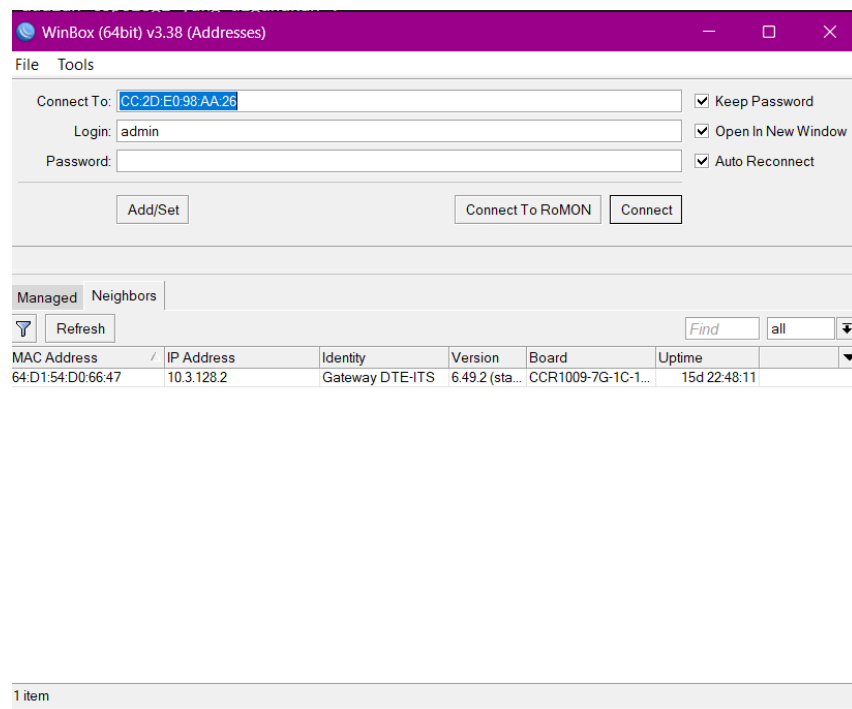 WinBox (64bit) v3.38 (Addresses)
File Tools
Connect To: CC:2D:E0:98:AA:26 Keep Password
Login: admin Open In New Window
Password: Auto Reconnect
Add/Set Connect To RoMON Connect
Managed Neighbors
Refresh Find all
MAC Address IP Address Identity Version Board Uptime
64:D1:54:D0:66:47 10.3.128.2 Gateway DTE-ITS 6.49.2 (sta... CCR1009-7G-1C-1... 15d 22:48:11
1 item